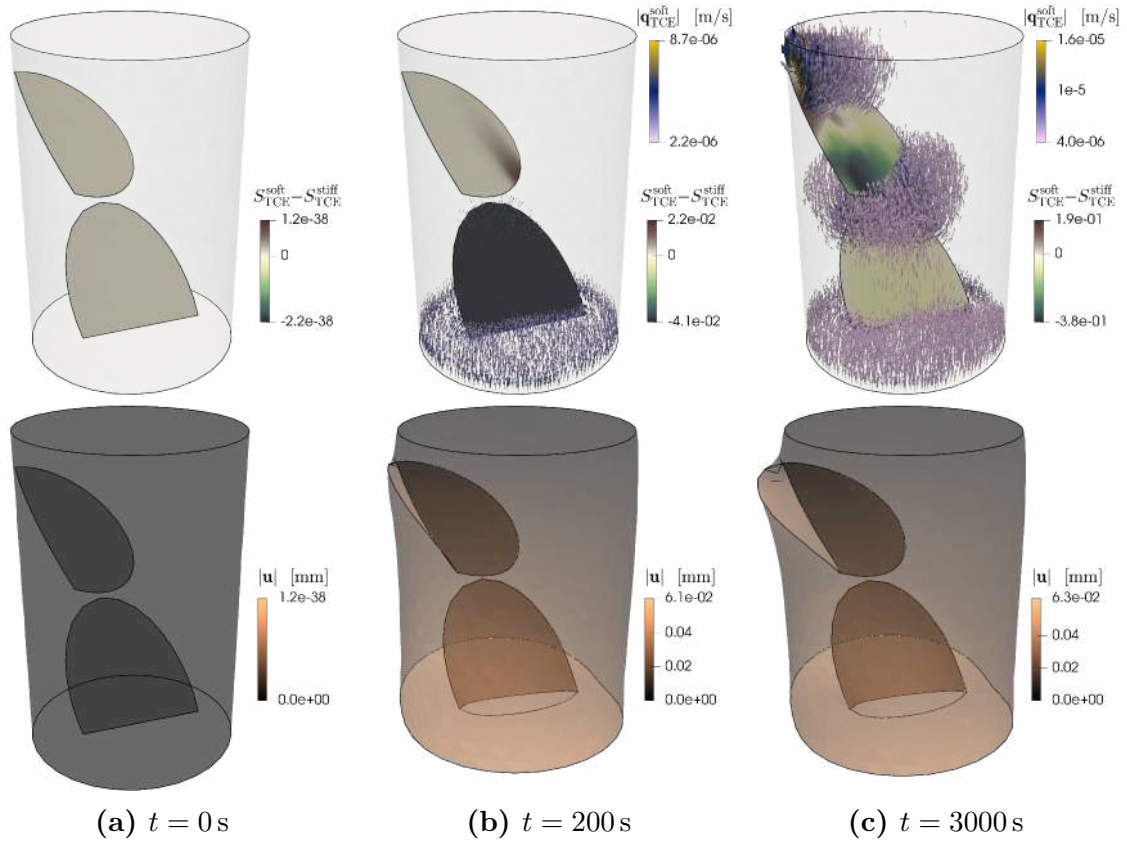 |q_TCE^soft| [m/s]
8.7e-06
2.2e-06
|q_TCE^soft| [m/s]
1.6e-05
1e-5
4.0e-06
S_TCE^soft − S_TCE^stiff
1.2e-38
0
-2.2e-38
S_TCE^soft − S_TCE^stiff
2.2e-02
0
-4.1e-02
S_TCE^soft − S_TCE^stiff
1.9e-01
0
-3.8e-01
|u| [mm]
1.2e-38
0.0e+00
|u| [mm]
6.1e-02
0.04
0.02
0.0e+00
|u| [mm]
6.3e-02
0.04
0.02
0.0e+00
(a) t = 0 s
(b) t = 200 s
(c) t = 3000 s